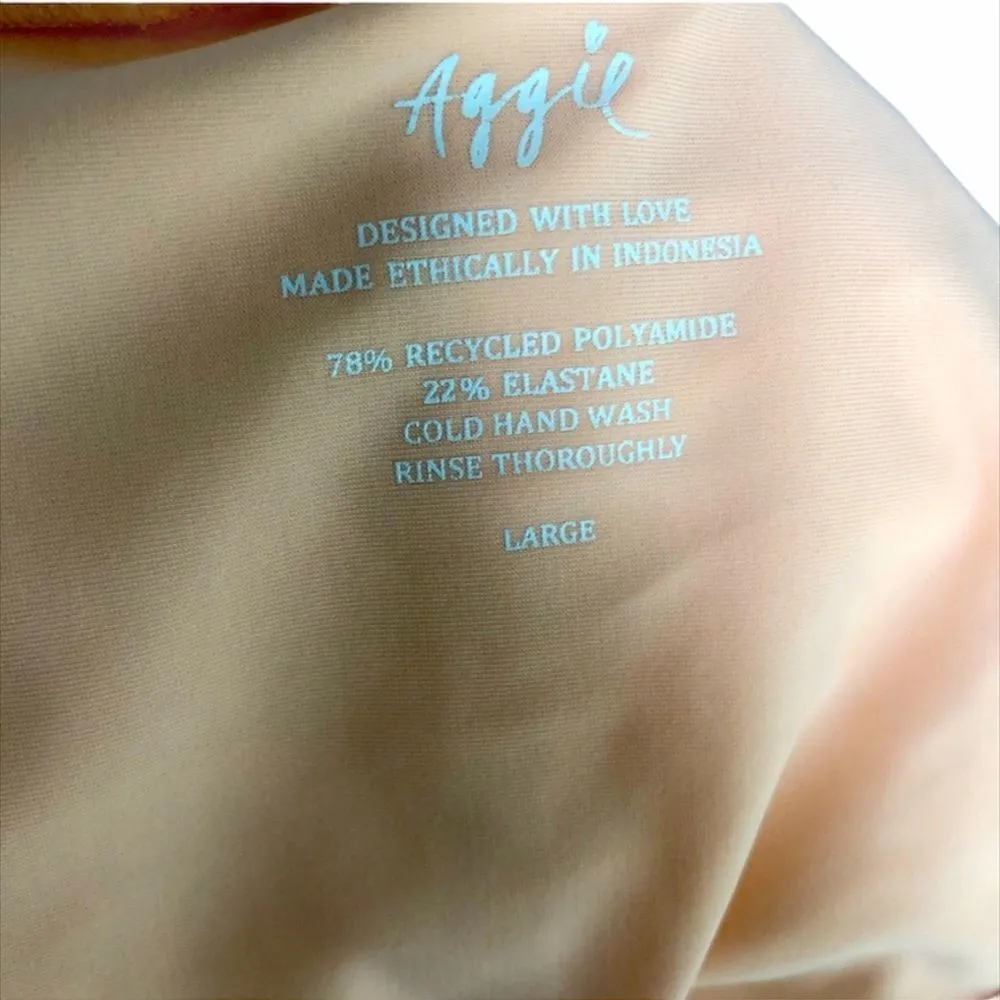 Aggie
DESIGNED WITH LOVE
MADE ETHICALLY IN INDONESIA
78% RECYCLED POLYAMIDE
22% ELASTANE
COLD HAND WASH
RINSE THOROUGHLY
LARGE